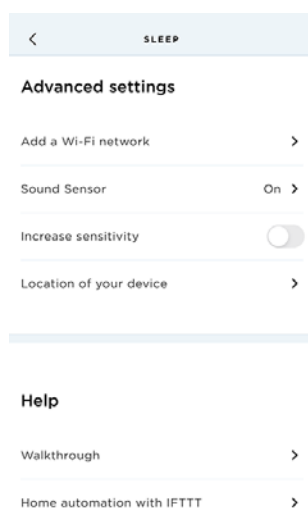 SLEEP
Advanced settings
Add a Wi-Fi network
Sound Sensor On
Increase sensitivity
Location of your device
Help
Walkthrough
Home automation with IFTTT